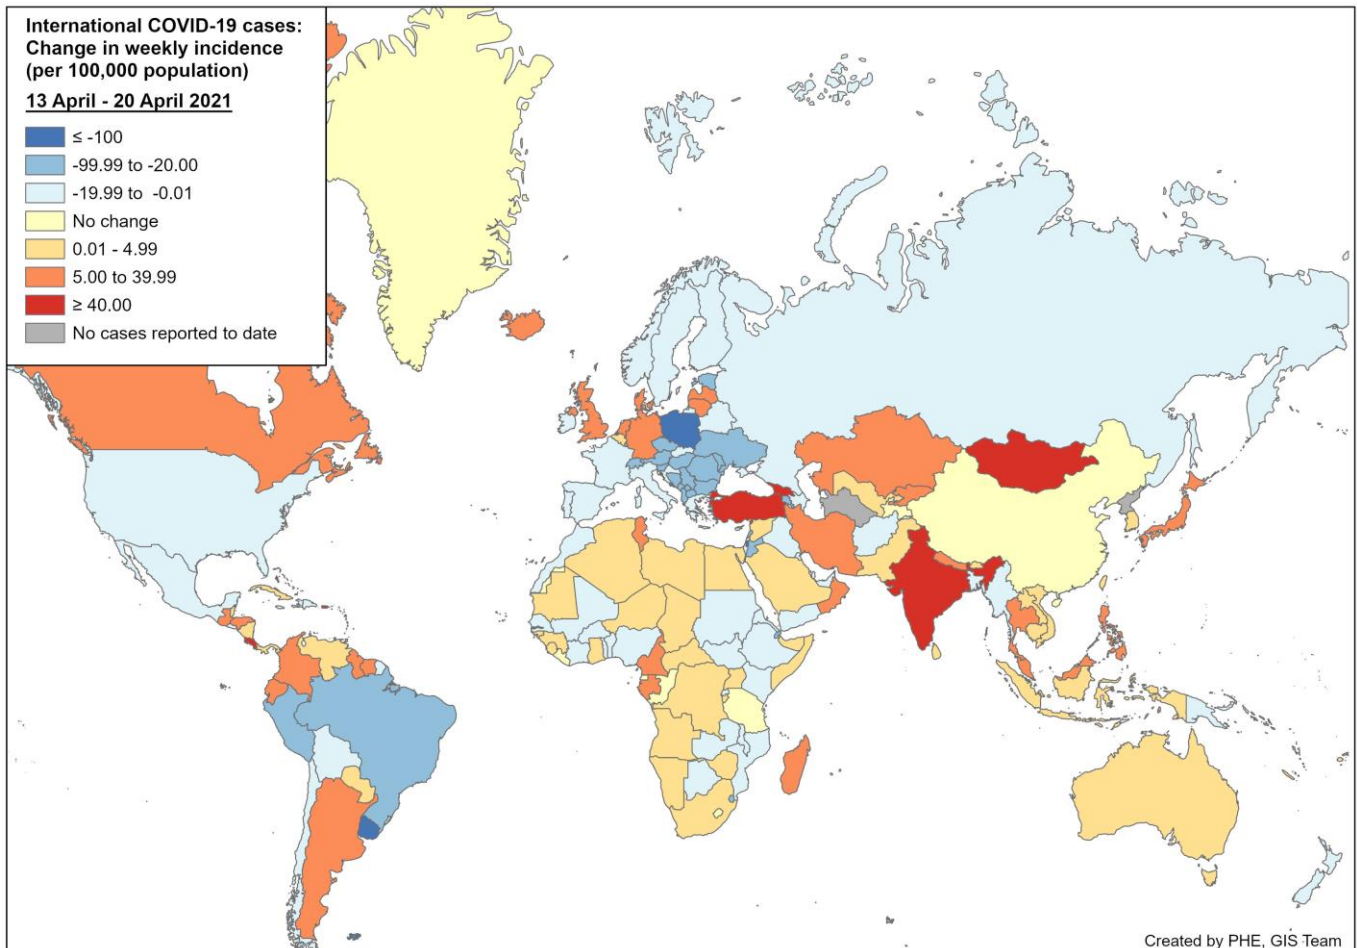 International COVID-19 cases:
Change in weekly incidence
(per 100,000 population)
13 April - 20 April 2021
≤ -100
-99.99 to -20.00
-19.99 to -0.01
No change
0.01 - 4.99
5.00 to 39.99
≥ 40.00
No cases reported to date
Created by PHE, GIS Team